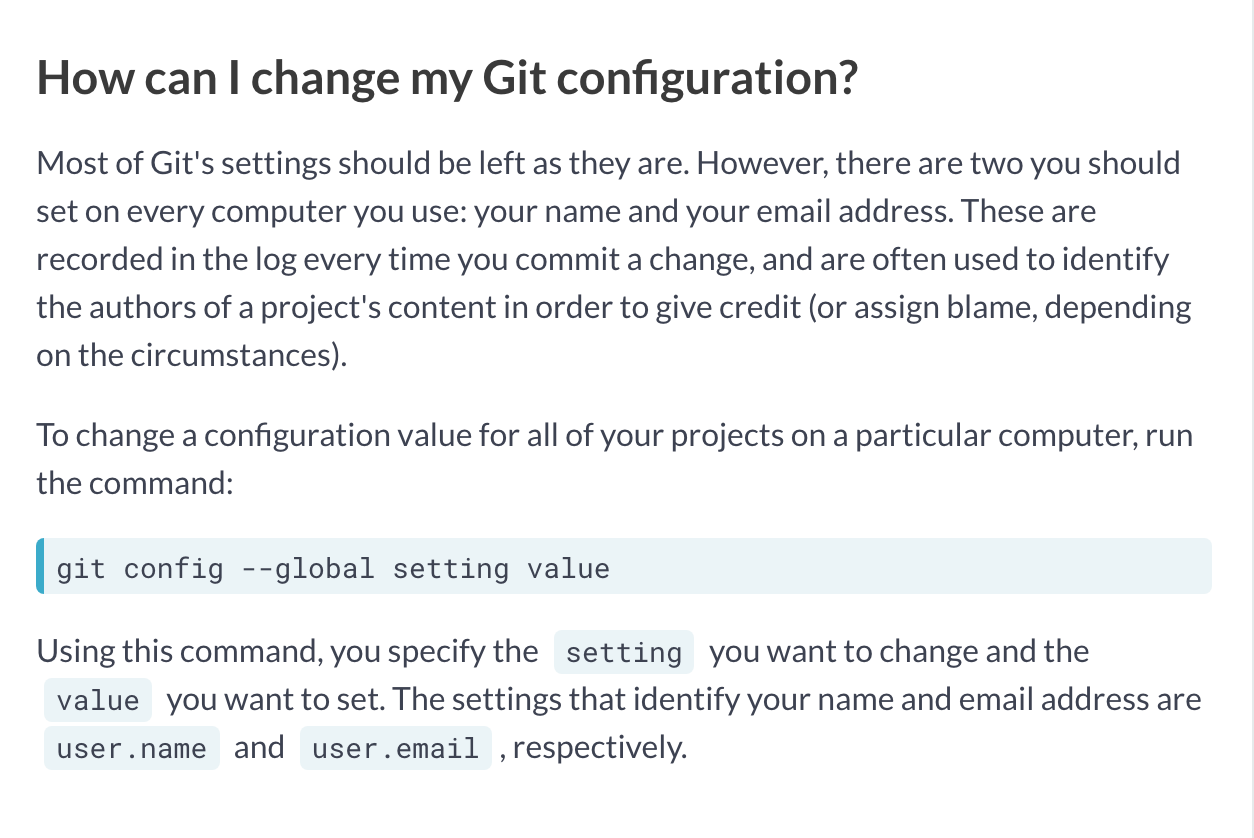 How can I change my Git configuration?
Most of Git's settings should be left as they are. However, there are two you should
set on every computer you use: your name and your email address. These are
recorded in the log every time you commit a change, and are often used to identify
the authors of a project's content in order to give credit (or assign blame, depending
on the circumstances).
To change a configuration value for all of your projects on a particular computer, run
the command:
git config --global setting value
Using this command, you specify the setting you want to change and the
value you want to set. The settings that identify your name and email address are
user.name and user.email , respectively.